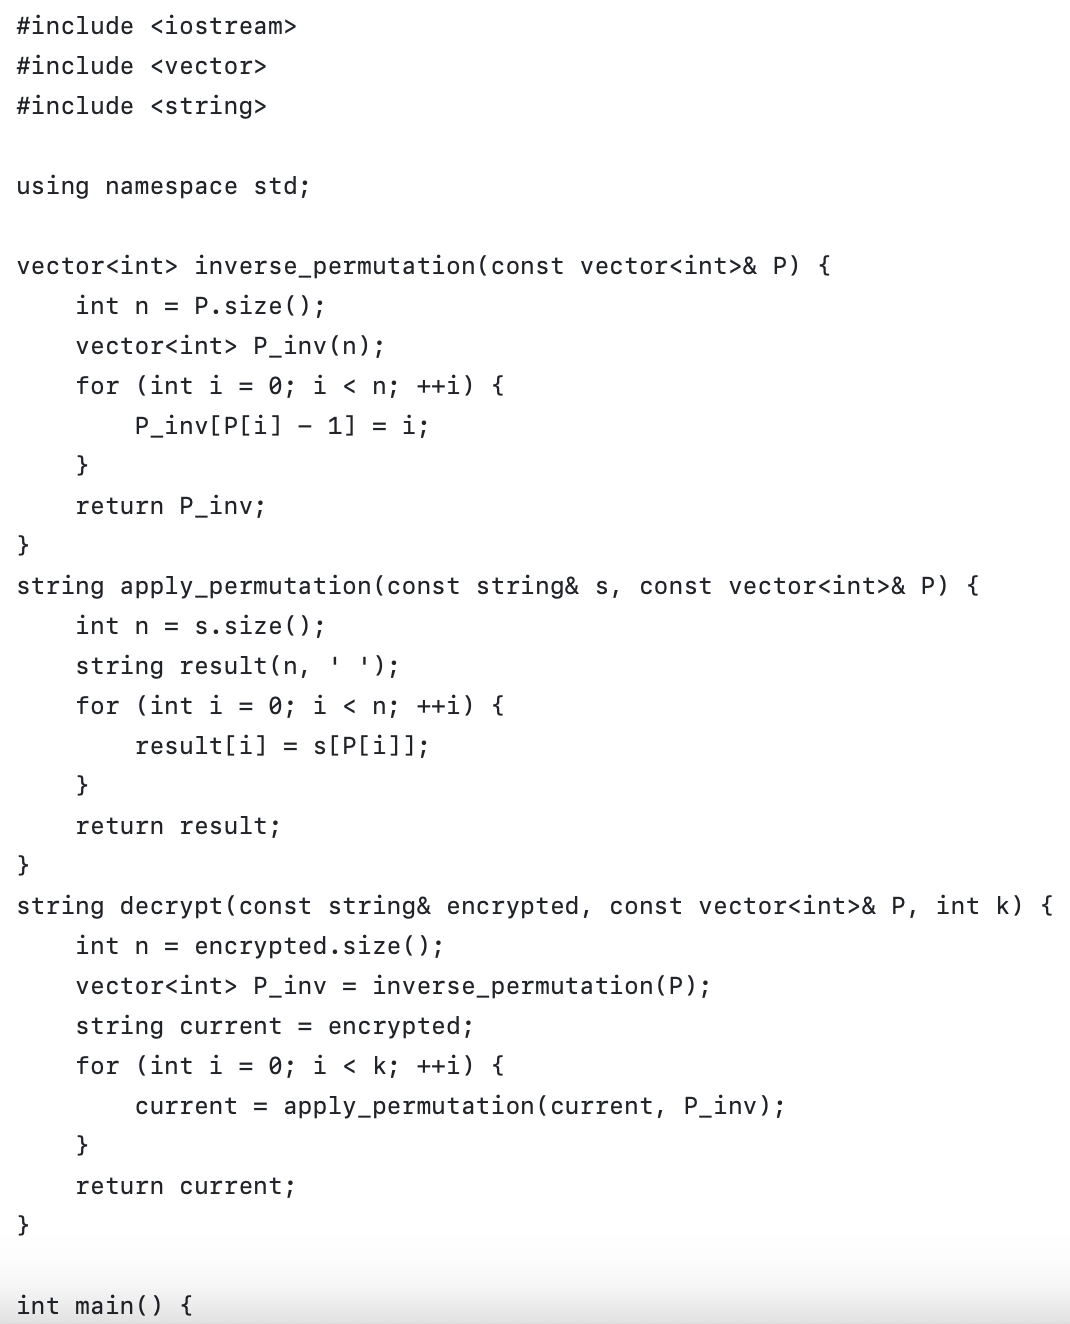 #include <iostream>
#include <vector>
#include <string>

using namespace std;

vector<int> inverse_permutation(const vector<int>& P) {
    int n = P.size();
    vector<int> P_inv(n);
    for (int i = 0; i < n; ++i) {
        P_inv[P[i] - 1] = i;
    }
    return P_inv;
}
string apply_permutation(const string& s, const vector<int>& P) {
    int n = s.size();
    string result(n, ' ');
    for (int i = 0; i < n; ++i) {
        result[i] = s[P[i]];
    }
    return result;
}
string decrypt(const string& encrypted, const vector<int>& P, int k) {
    int n = encrypted.size();
    vector<int> P_inv = inverse_permutation(P);
    string current = encrypted;
    for (int i = 0; i < k; ++i) {
        current = apply_permutation(current, P_inv);
    }
    return current;
}

int main() {